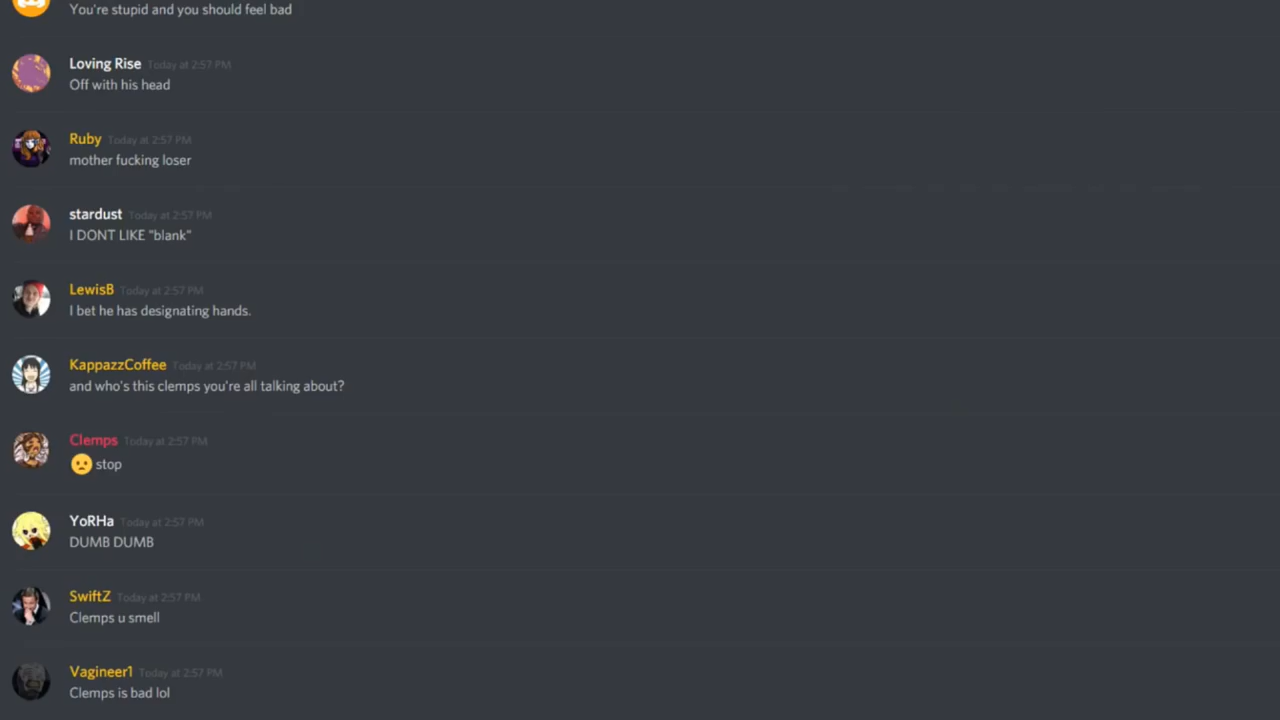 You're stupid and you should feel bad
Loving Rise Today at 2:57 PM
Off with his head
Ruby Today at 2:57 PM
mother fucking loser
stardust Today at 2:57 PM
I DONT LIKE "blank"
LewisB Today at 2:57 PM
I bet he has designating hands.
KappazzCoffee Today at 2:57 PM
and who's this clemps you're all talking about?
Clemps Today at 2:57 PM
stop
YoRHa Today at 2:57 PM
DUMB DUMB
SwiftZ Today at 2:57 PM
Clemps u smell
Vagineer1 Today at 2:57 PM
Clemps is bad lol